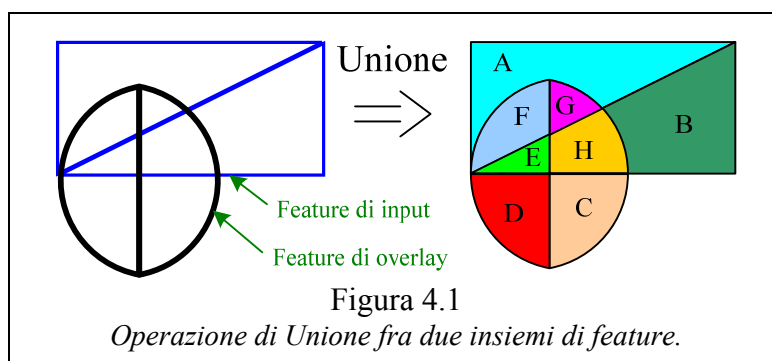 Unione
A
F
G
B
E
H
D
C
Feature di input
Feature di overlay
Figura 4.1
Operazione di Unione fra due insiemi di feature.